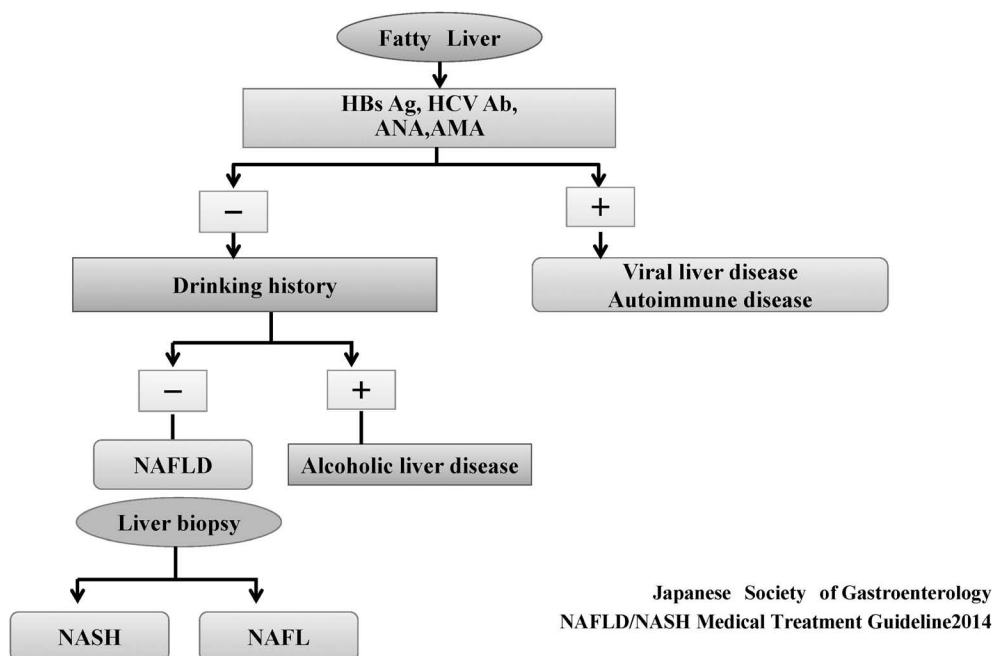 Fatty Liver
HBs Ag, HCV Ab,
ANA,AMA
−
+
Drinking history
Viral liver disease
Autoimmune disease
−
+
NAFLD
Alcoholic liver disease
Liver biopsy
NASH
NAFL
Japanese Society of Gastroenterology
NAFLD/NASH Medical Treatment Guideline2014